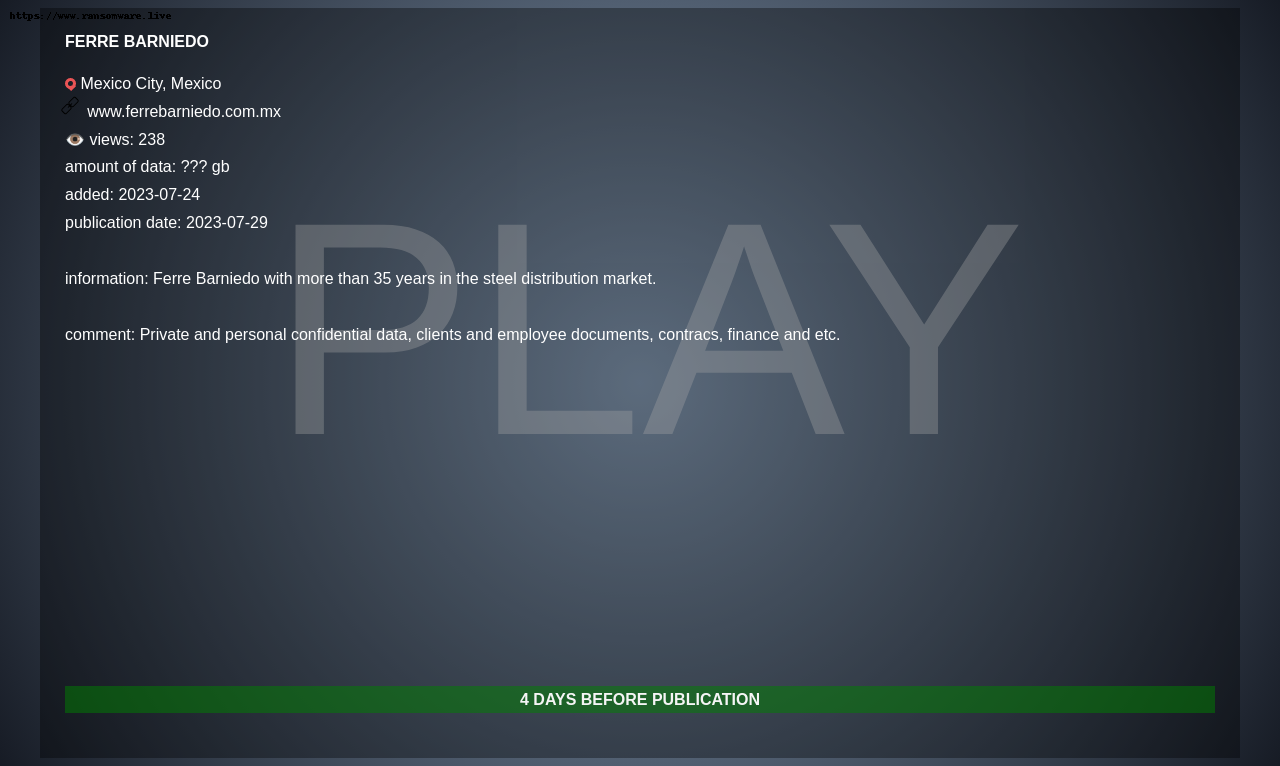 https://www.ransomware.live
FERRE BARNIEDO
Mexico City, Mexico
www.ferrebarniedo.com.mx
views: 238
amount of data: ??? gb
added: 2023-07-24
publication date: 2023-07-29
PLAY
information: Ferre Barniedo with more than 35 years in the steel distribution market.
comment: Private and personal confidential data, clients and employee documents, contracs, finance and etc.
4 DAYS BEFORE PUBLICATION